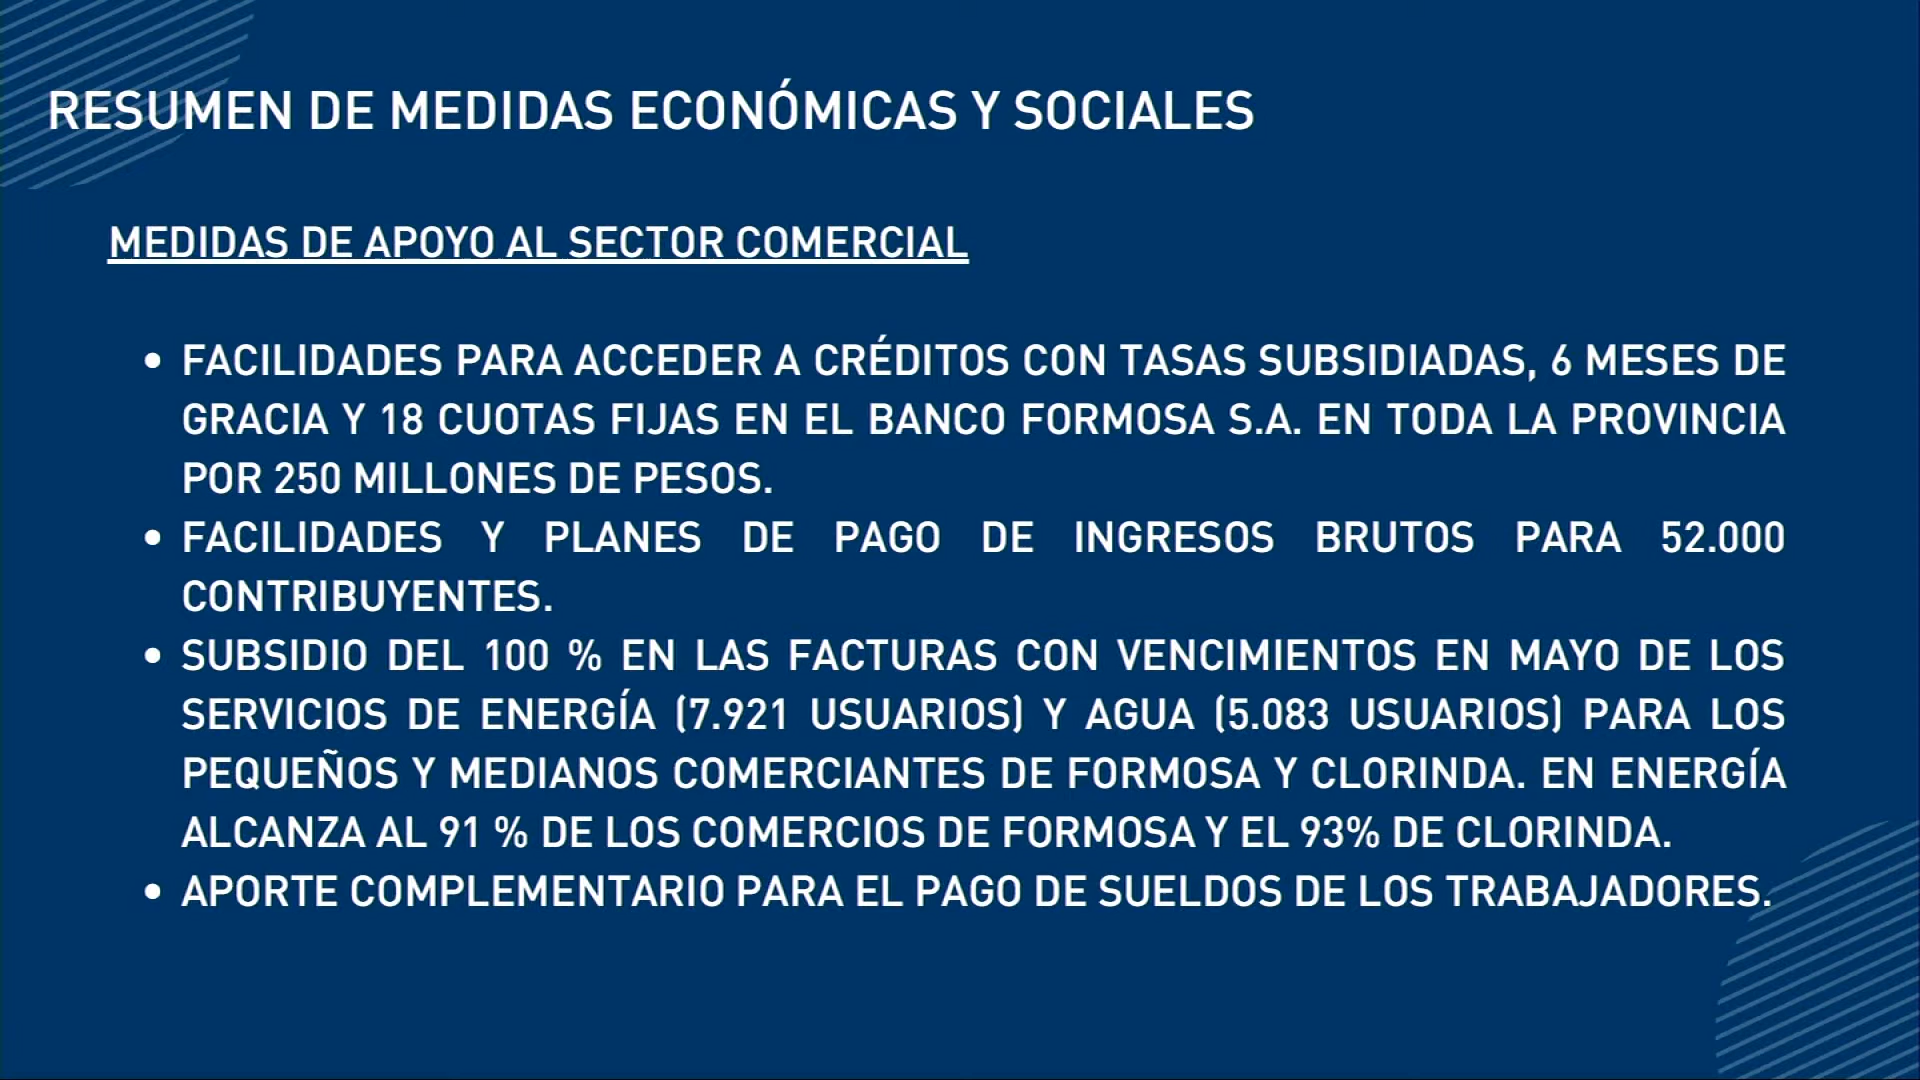 RESUMEN DE MEDIDAS ECONÓMICAS Y SOCIALES
MEDIDAS DE APOYO AL SECTOR COMERCIAL
• FACILIDADES PARA ACCEDER A CRÉDITOS CON TASAS SUBSIDIADAS, 6 MESES DE
GRACIA Y 18 CUOTAS FIJAS EN EL BANCO FORMOSA S.A. EN TODA LA PROVINCIA
POR 250 MILLONES DE PESOS.
• FACILIDADES Y PLANES DE PAGO DE INGRESOS BRUTOS PARA 52.000
CONTRIBUYENTES.
• SUBSIDIO DEL 100 % EN LAS FACTURAS CON VENCIMIENTOS EN MAYO DE LOS
SERVICIOS DE ENERGÍA (7.921 USUARIOS) Y AGUA (5.083 USUARIOS) PARA LOS
PEQUEÑOS Y MEDIANOS COMERCIANTES DE FORMOSA Y CLORINDA. EN ENERGÍA
ALCANZA AL 91 % DE LOS COMERCIOS DE FORMOSA Y EL 93% DE CLORINDA.
• APORTE COMPLEMENTARIO PARA EL PAGO DE SUELDOS DE LOS TRABAJADORES.